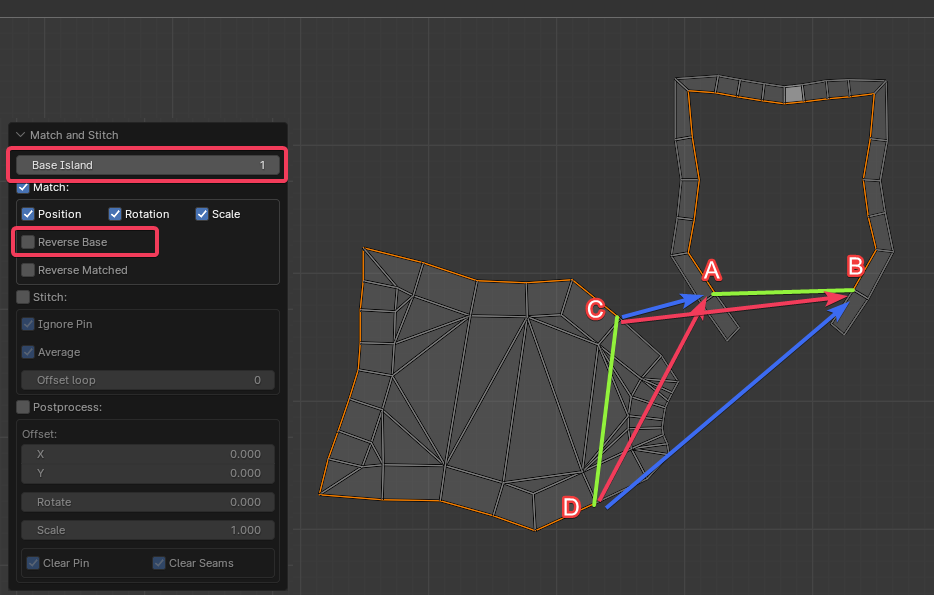 Match and Stitch
Base Island 1
Match:
Position Rotation Scale
Reverse Base
Reverse Matched
Stitch:
Ignore Pin
Average
Offset loop 0
Postprocess:
Offset:
X 0.000
Y 0.000
Rotate 0.000
Scale 1.000
Clear Pin Clear Seams
A
B
C
D